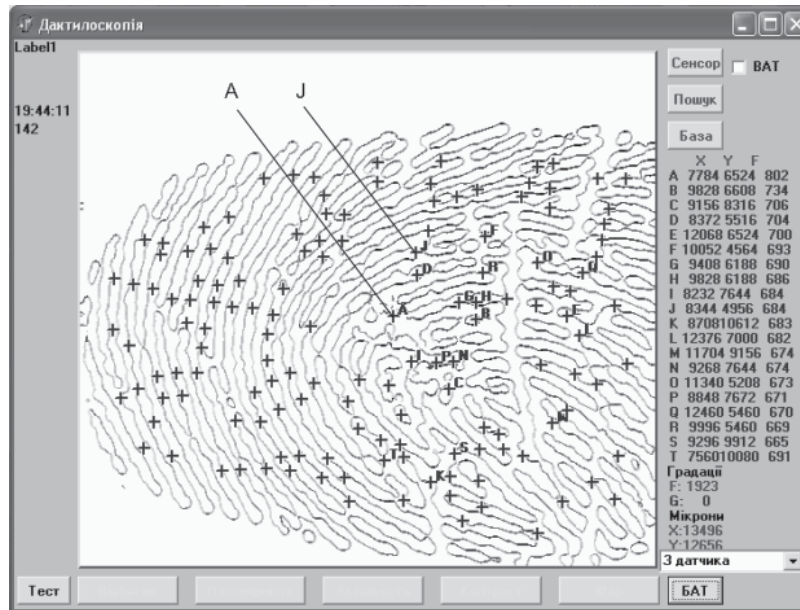 Дактилоскопія
Label1
19:44:11
142
A
J
J
F
D
R
O
Q
A
G
H
B
E
L
I
P
N
C
M
T
S
K
Сенсор
ВАТ
Пошук
База
X Y F
A 7784 6524 802
B 9828 6608 734
C 9156 8316 706
D 8372 5516 704
E 12068 6524 700
F 10052 4564 693
G 9408 6188 690
H 9828 6188 686
I 8232 7644 684
J 8344 4956 684
K 870810612 683
L 12376 7000 682
M 11704 9156 674
N 9268 7644 674
O 11340 5208 673
P 8848 7672 671
Q 12460 5460 670
R 9996 5460 669
S 9296 9912 665
T 756010080 691
Градації
F: 1923
G: 0
Мікрони
X:13496
Y:12656
З датчика
Тест
БАТ